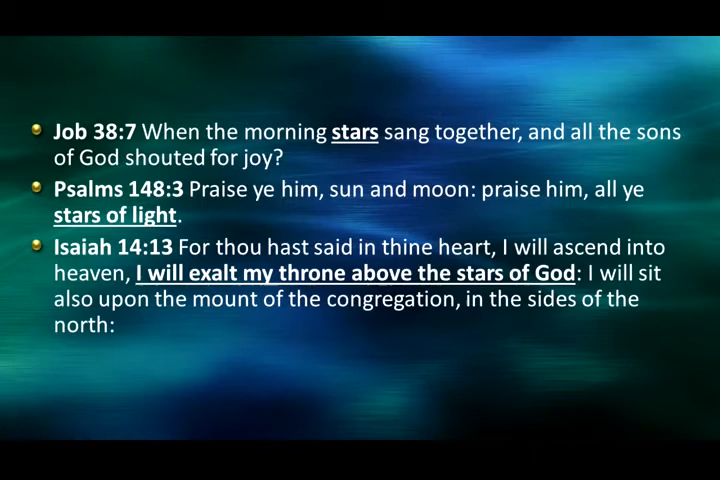 Job 38:7 When the morning stars sang together, and all the sons
of God shouted for joy?
Psalms 148:3 Praise ye him, sun and moon: praise him, all ye
stars of light.
Isaiah 14:13 For thou hast said in thine heart, I will ascend into
heaven, I will exalt my throne above the stars of God: I will sit
also upon the mount of the congregation, in the sides of the
north: